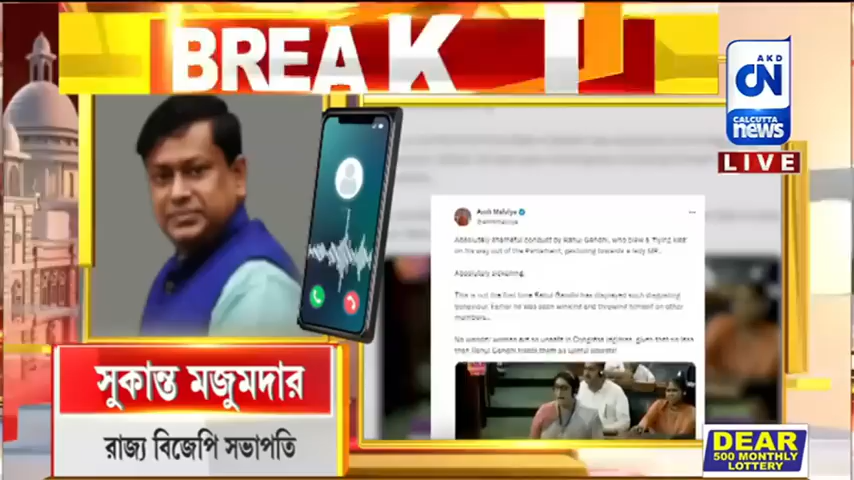 BREAK
AKD
CN
CALCUTTA
news
LIVE
Amit Malviya
@amitmalviya
Absolutely shameful conduct by Rahul Gandhi, who blew a 'flying kiss'
on his way out of the Parliament, gesturing towards a lady MP.
Absolutely sickening.
This is not the first time Rahul Gandhi has displayed such disgusting
behaviour. Earlier he was seen winking and throwing himself on other
members...
No wonder women are so unsafe in Congress regimes, given that no less
than Rahul Gandhi treats them as
সুকান্ত মজুমদার
রাজ্য বিজেপি সভাপতি
DEAR
500 MONTHLY
LOTTERY